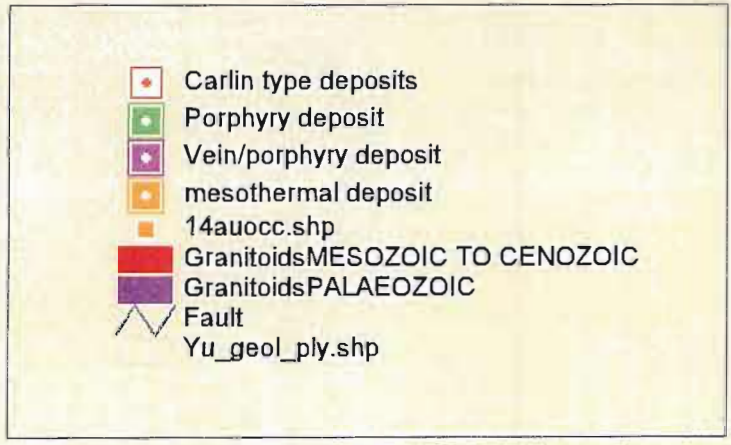 Carlin type deposits
Porphyry deposit
Vein/porphyry deposit
mesothermal deposit
14auocc.shp
GranitoidsMESOZOIC TO CENOZOIC
GranitoidsPALAEOZOIC
Fault
Yu_geol_ply.shp